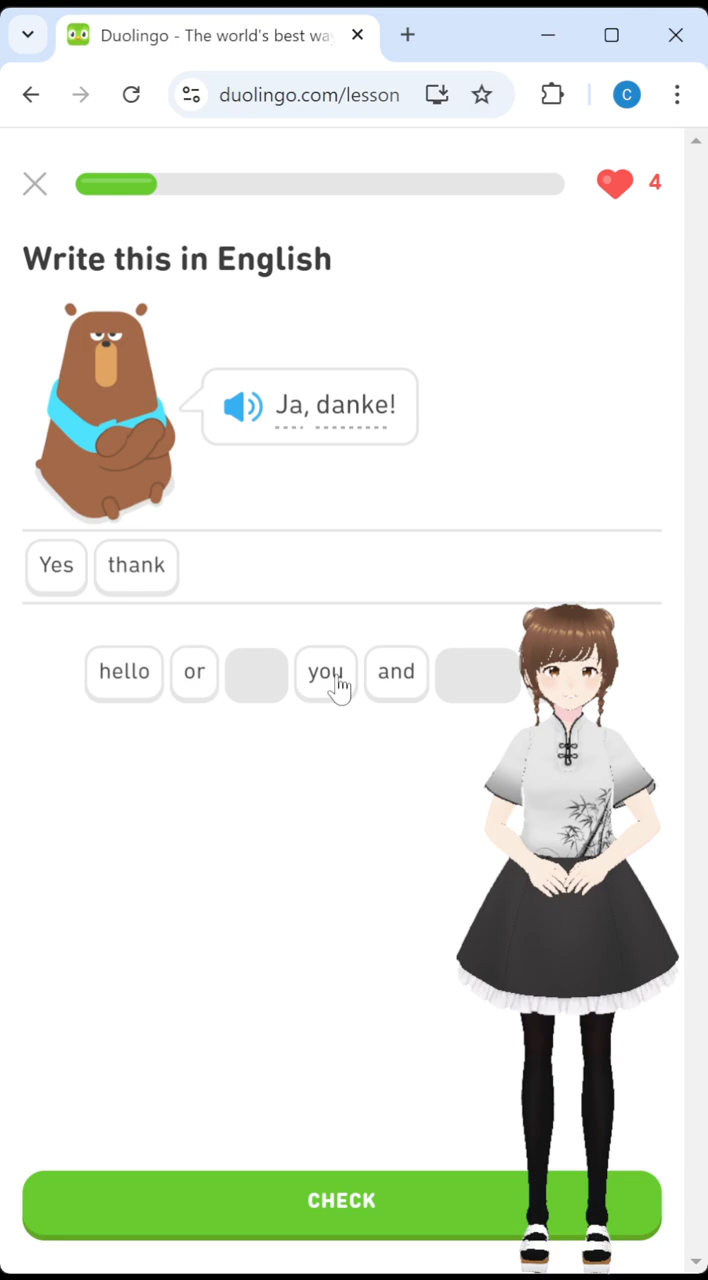 Duolingo - The world's best wa
duolingo.com/lesson
C
4
Write this in English
Ja, danke!
Yes thank
hello or you and
CHECK